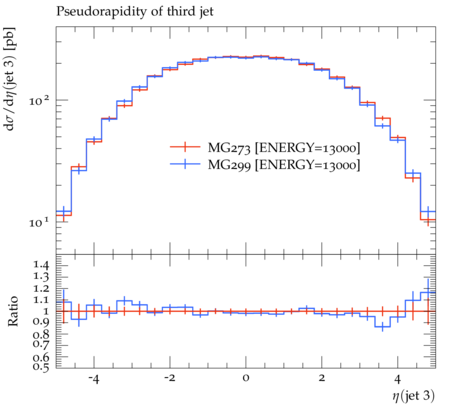 Pseudorapidity of third jet
dσ/dη(jet 3) [pb]
10²
10¹
MG273 [ENERGY=13000]
MG299 [ENERGY=13000]
Ratio
1.4
1.3
1.2
1.1
1
0.9
0.8
0.7
0.6
0.5
-4 -2 0 2 4
η(jet 3)